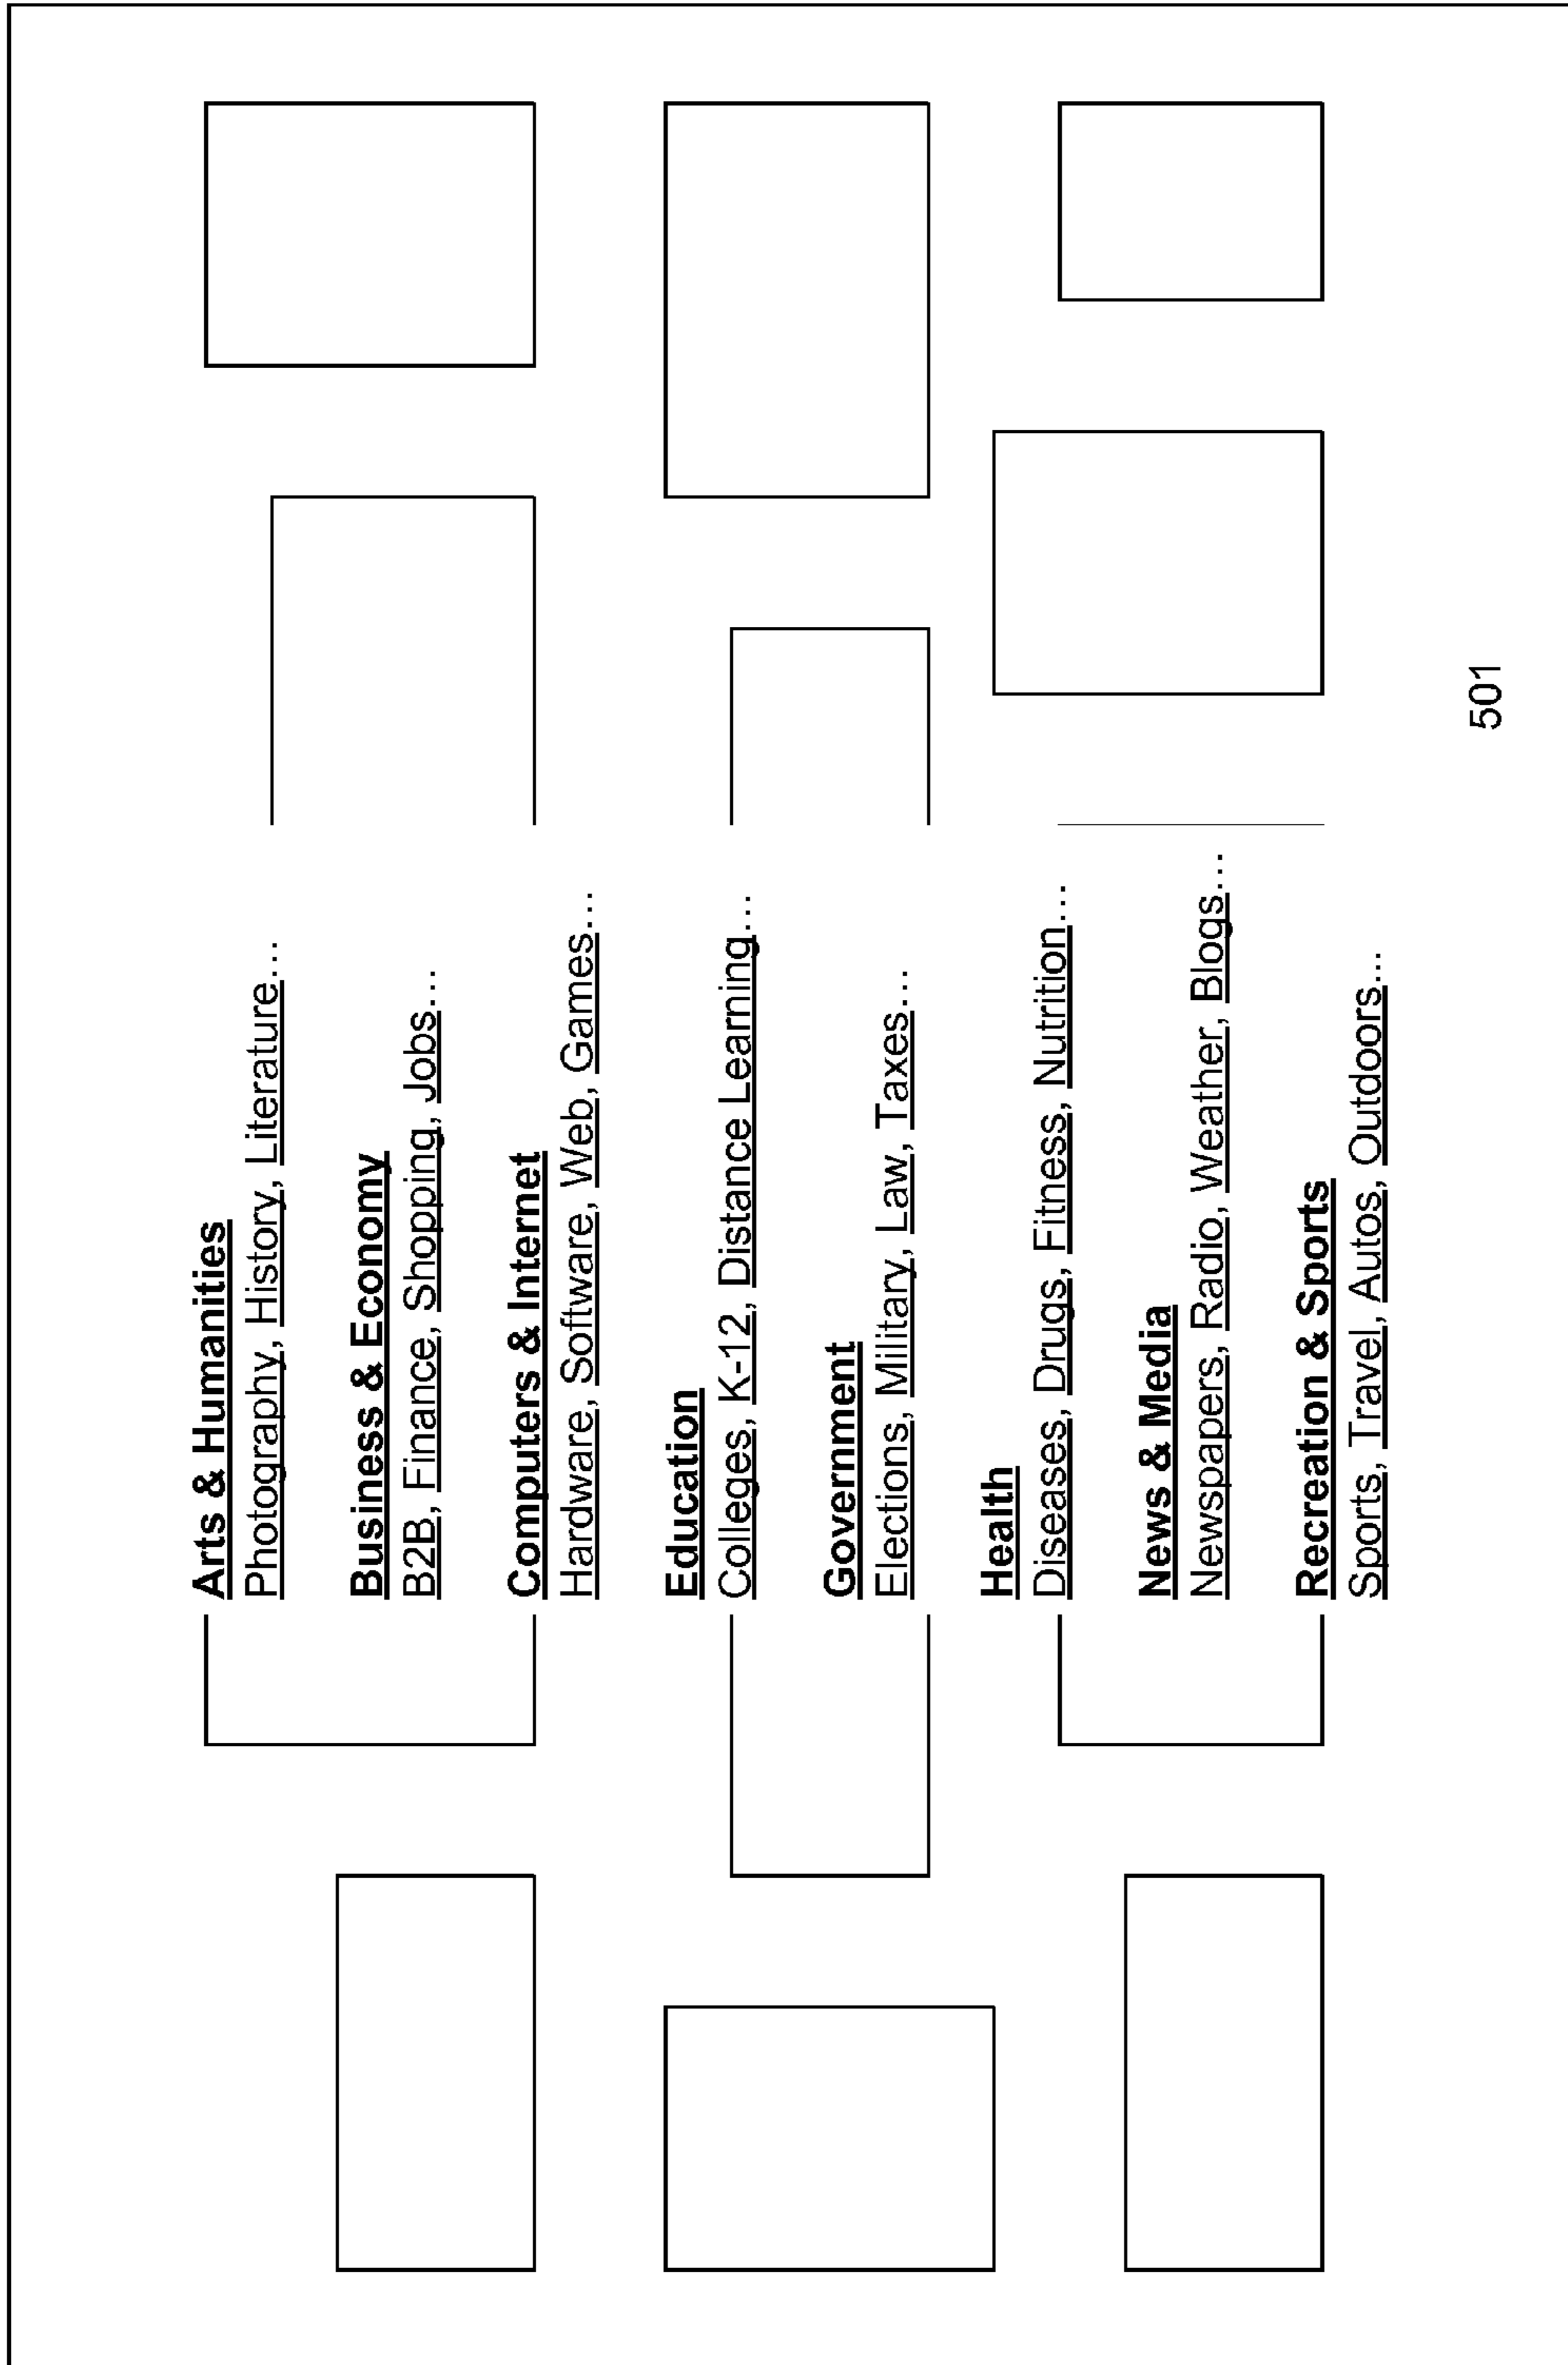 Arts & Humanities
Photography, History, Literature...
Business & Economy
B2B, Finance, Shopping, Jobs...
Computers & Internet
Hardware, Software, Web, Games...
Education
Colleges, K-12, Distance Learning...
Government
Elections, Military, Law, Taxes...
Health
Diseases, Drugs, Fitness, Nutrition...
News & Media
Newspapers, Radio, Weather, Blogs...
Recreation & Sports
Sports, Travel, Autos, Outdoors...
501